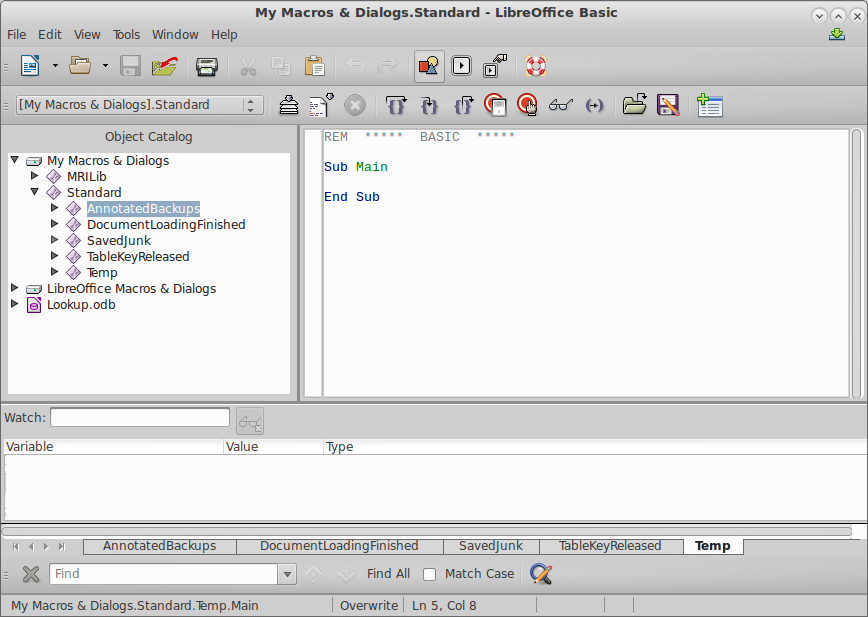 My Macros & Dialogs.Standard - LibreOffice Basic
File Edit View Tools Window Help
[My Macros & Dialogs].Standard
Object Catalog
My Macros & Dialogs
MRILib
Standard
AnnotatedBackups
DocumentLoadingFinished
SavedJunk
TableKeyReleased
Temp
LibreOffice Macros & Dialogs
Lookup.odb
REM ***** BASIC *****
Sub Main
End Sub
Watch:
Variable Value Type
AnnotatedBackups DocumentLoadingFinished SavedJunk TableKeyReleased Temp
Find Find All Match Case
My Macros & Dialogs.Standard.Temp.Main Overwrite Ln 5, Col 8